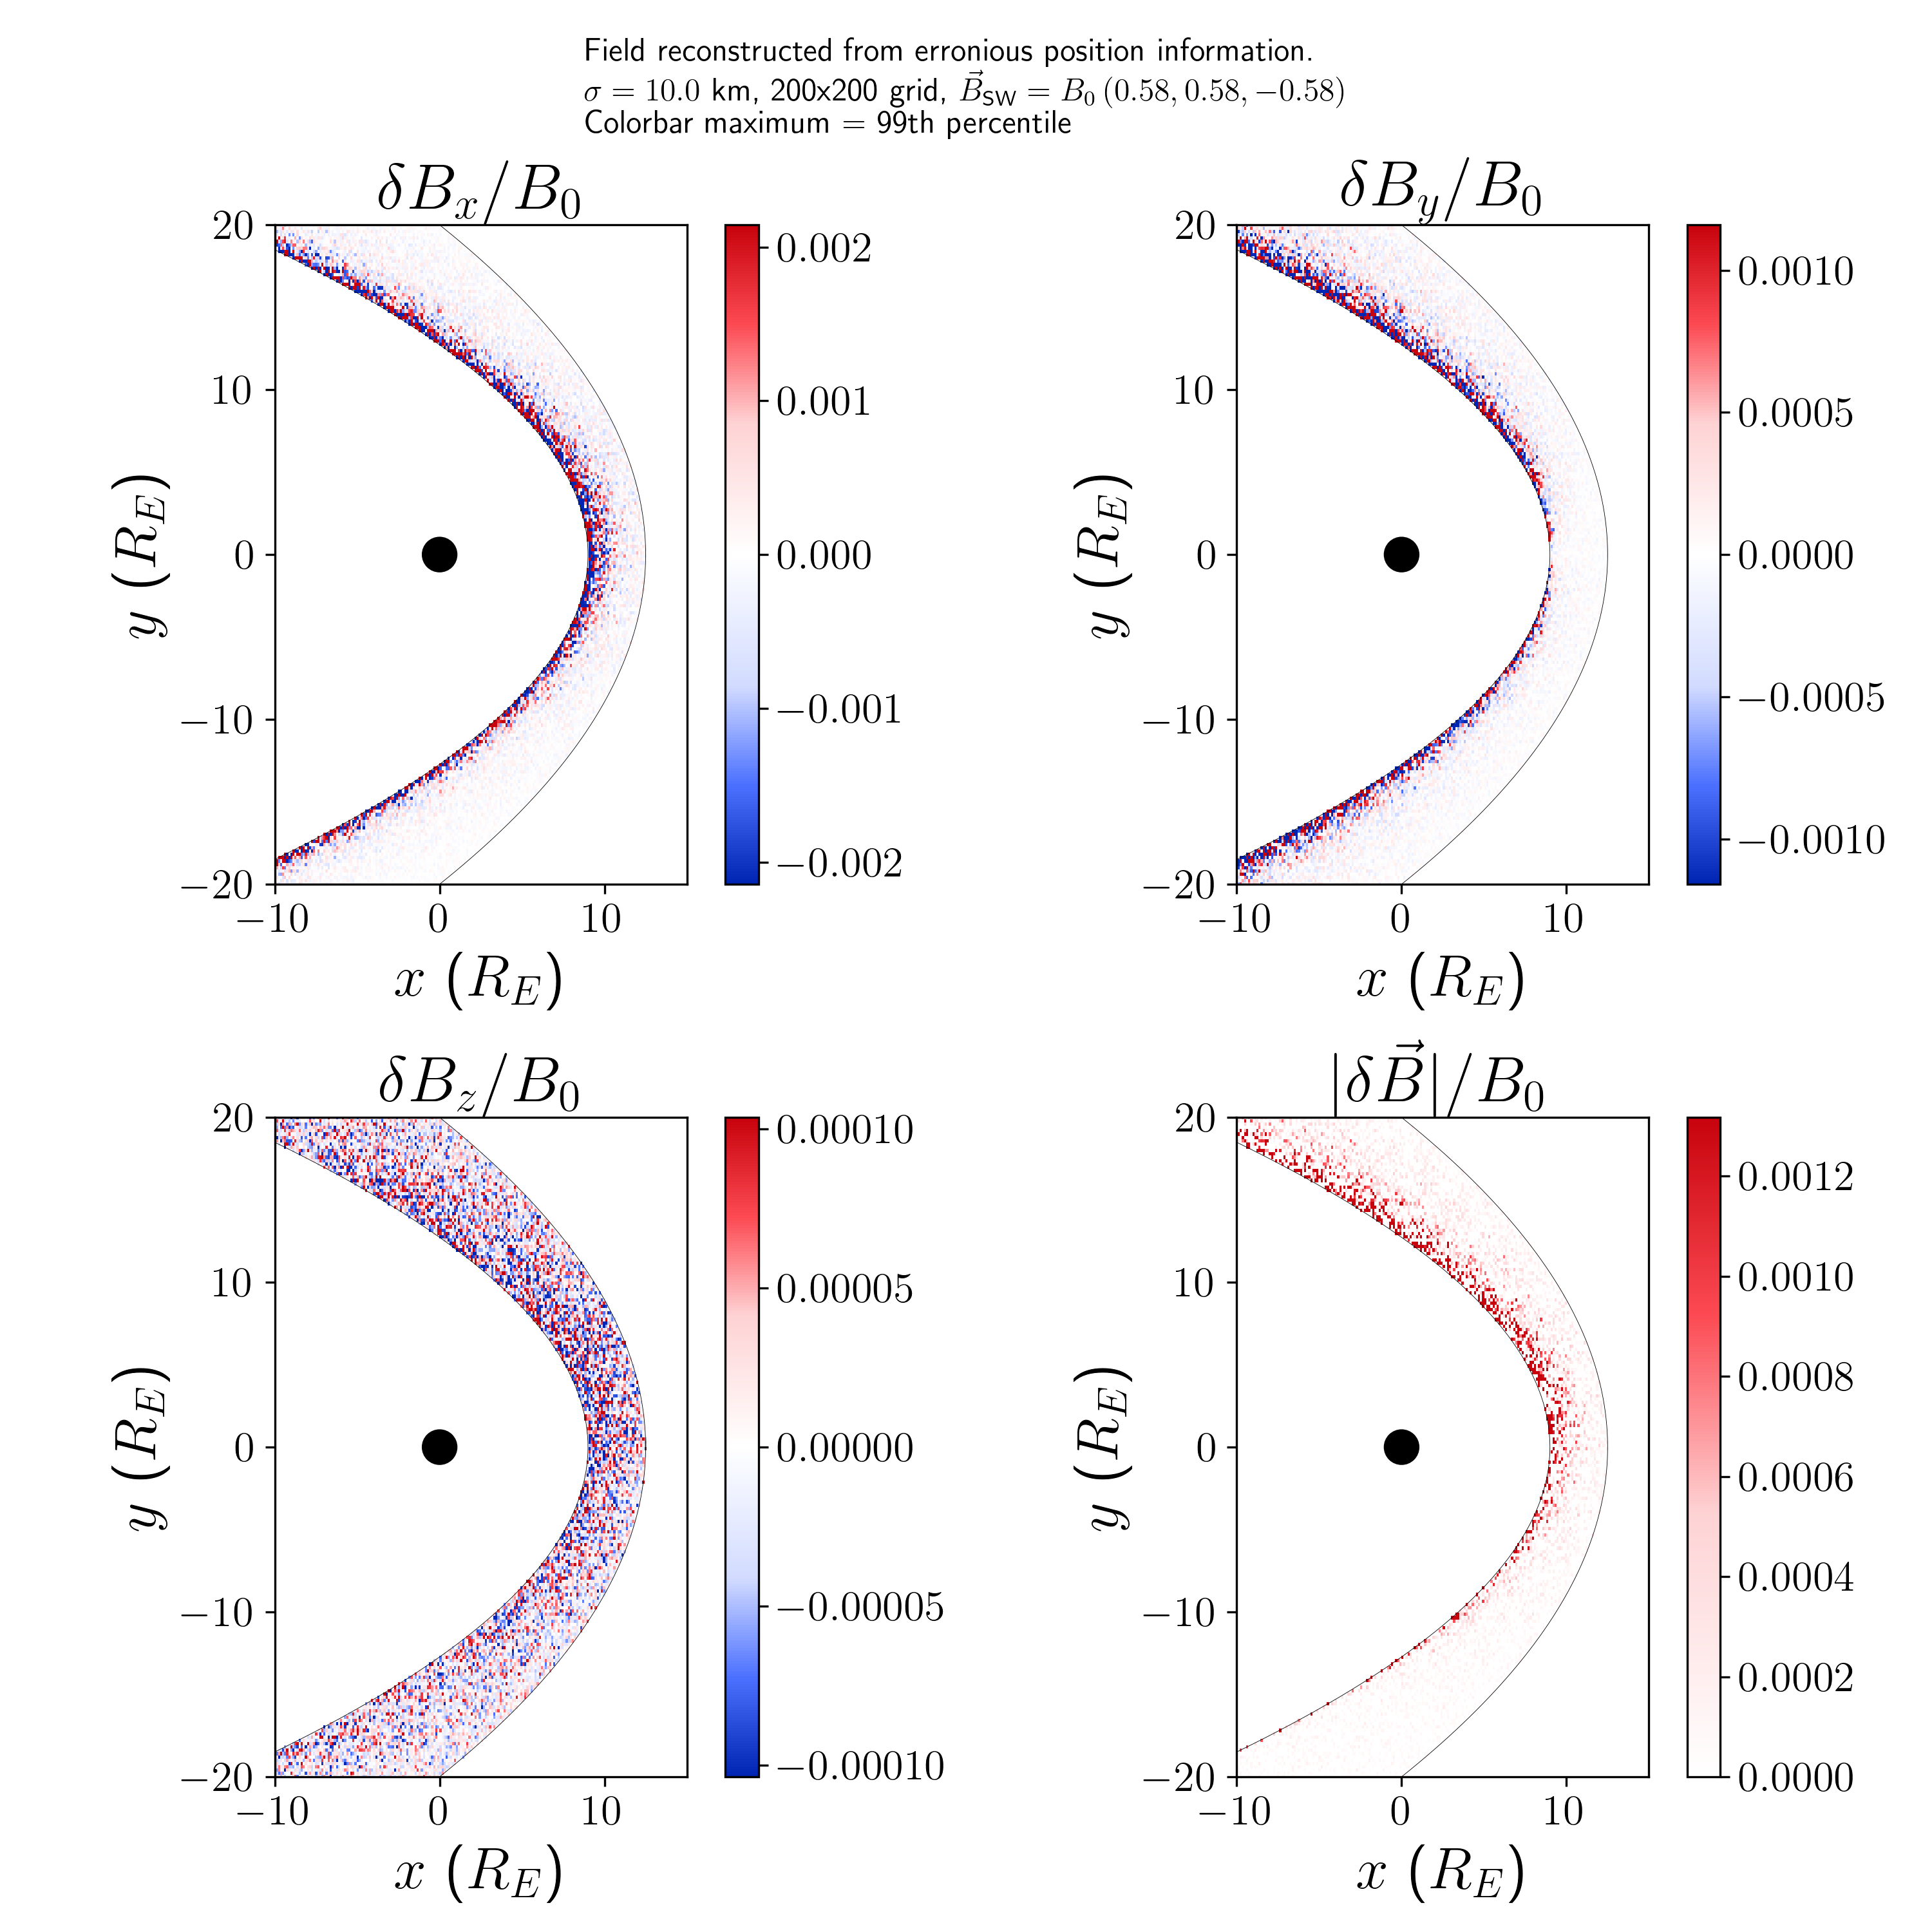 Field reconstructed from erronious position information.
σ = 10.0 km, 200x200 grid, B⃗_SW = B₀ (0.58, 0.58, −0.58)
Colorbar maximum = 99th percentile
δB_x/B₀
20
10
0
−10
−20
y (R_E)
−10 0 10
x (R_E)
0.002
0.001
0.000
−0.001
−0.002
δB_y/B₀
20
10
0
−10
−20
y (R_E)
−10 0 10
x (R_E)
0.0010
0.0005
0.0000
−0.0005
−0.0010
δB_z/B₀
20
10
0
−10
−20
y (R_E)
−10 0 10
x (R_E)
0.00010
0.00005
0.00000
−0.00005
−0.00010
|δB⃗|/B₀
20
10
0
−10
−20
y (R_E)
−10 0 10
x (R_E)
0.0012
0.0010
0.0008
0.0006
0.0004
0.0002
0.0000